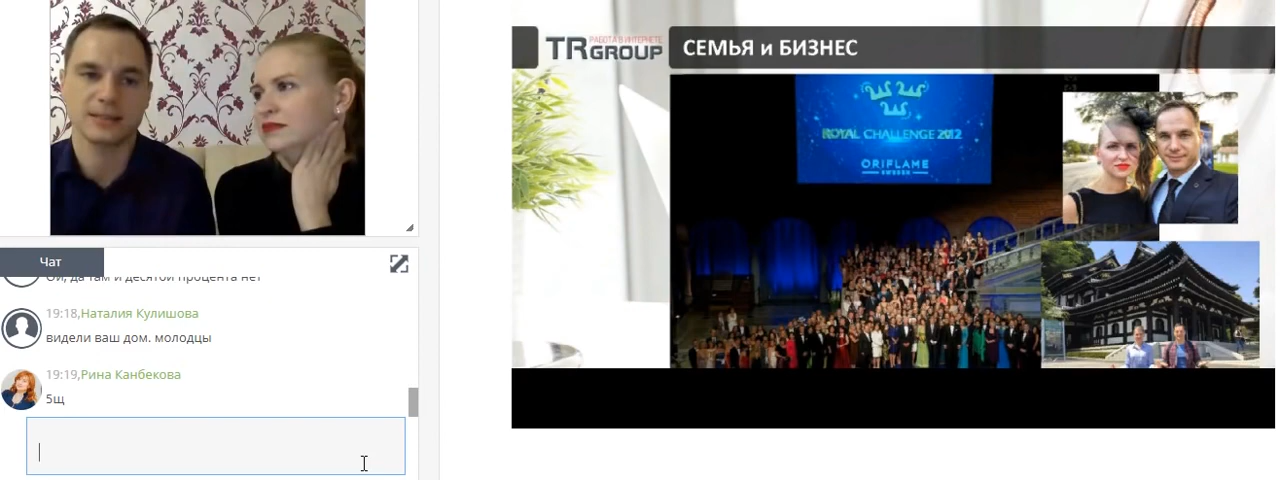 Чат
Ой, да там и десятой процента нет
19:18,Наталия Кулишова
видели ваш дом. молодцы
19:19,Рина Канбекова
5щ
TR GROUP
РАБОТА В ИНТЕРНЕТЕ
СЕМЬЯ и БИЗНЕС
ROYAL CHALLENGE 2012
ORIFLAME
SWEDEN